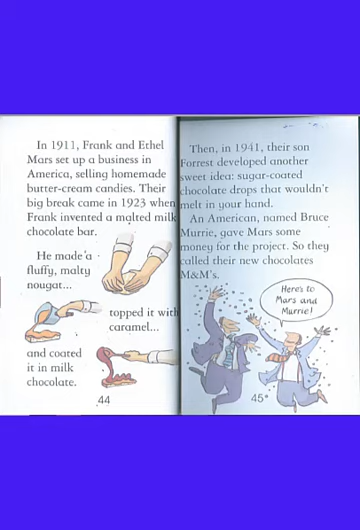 In 1911, Frank and Ethel
Mars set up a business in
America, selling homemade
butter-cream candies. Their
big break came in 1923 when
Frank invented a malted milk
chocolate bar.
He made a
fluffy, malty
nougat...
topped it with
caramel...
and coated
it in milk
chocolate.
44
Then, in 1941, their son
Forrest developed another
sweet idea: sugar-coated
chocolate drops that wouldn't
melt in your hand.
An American, named Bruce
Murrie, gave Mars some
money for the project. So they
called their new chocolates
M&M's.
Here's to
Mars and
Murrie!
45